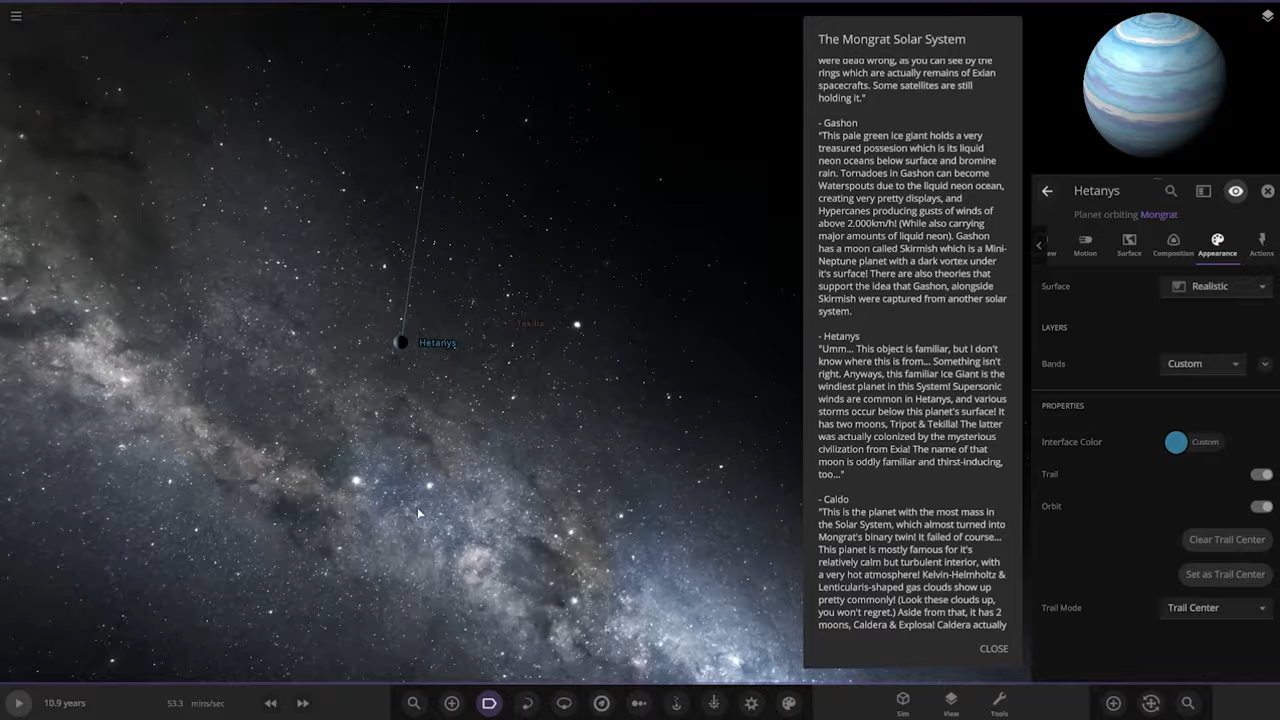 The Mongrat Solar System
were dead wrong, as you can see by the
rings which are actually remains of Exian
spacecrafts. Some satellites are still
holding it."
- Gashon
"This pale green ice giant holds a very
treasured possesion which is its liquid
neon oceans below surface and bromine
rain. Tornadoes in Gashon can become
Waterspouts due to the liquid neon ocean,
creating very pretty displays, and
Hypercanes producing gusts of winds of
above 2.000km/h! (While also carrying
major amounts of liquid neon). Gashon
has a moon called Skirmish which is a Mini-
Neptune planet with a dark vortex under
it's surface! There are also theories that
support the idea that Gashon, alongside
Skirmish were captured from another solar
system.
- Hetanys
"Umm... This object is familiar, but I don't
know where this is from... Something isn't
right. Anyways, this familiar Ice Giant is the
windiest planet in this System! Supersonic
winds are common in Hetanys, and various
storms occur below this planet's surface! It
has two moons, Tripot & Tekilla! The latter
was actually colonized by the mysterious
civilization from Exia! The name of that
moon is oddly familiar and thirst-inducing,
too..."
- Caldo
"This is the planet with the most mass in
the Solar System, which almost turned into
Mongrat's binary twin! It failed of course...
This planet is mostly famous for it's
relatively calm but turbulent interior, with
a very hot atmosphere! Kelvin-Helmholtz &
Lenticularis-shaped gas clouds show up
pretty commonly! (Look these clouds up,
you won't regret.) Aside from that, it has 2
moons, Caldera & Explosa! Caldera actually
CLOSE
Tekilla
Hetanys
Hetanys
Planet orbiting Mongrat
ew Motion Surface Composition Appearance Actions
Surface Realistic
LAYERS
Bands Custom
PROPERTIES
Interface Color Custom
Trail
Orbit
Clear Trail Center
Set as Trail Center
Trail Mode Trail Center
10.9 years 53.3 mins/sec
Sim View Tools